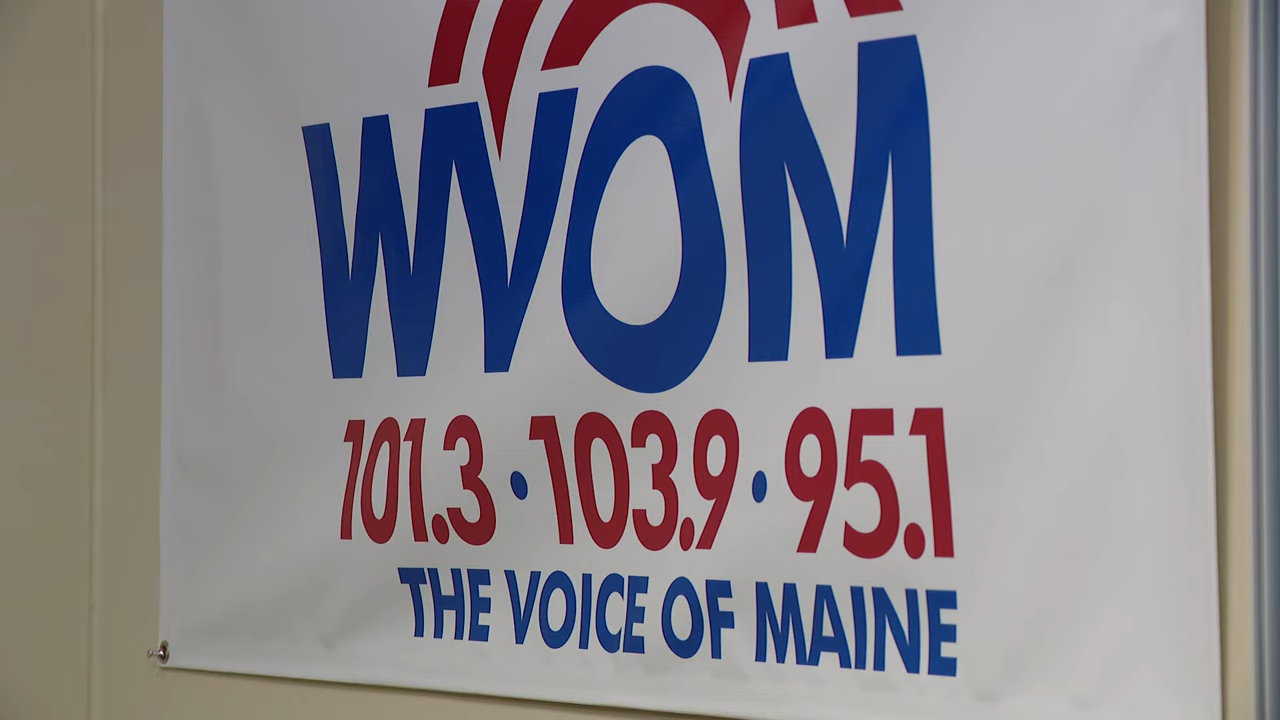 WVOM
101.3 • 103.9 • 95.1
THE VOICE OF MAINE